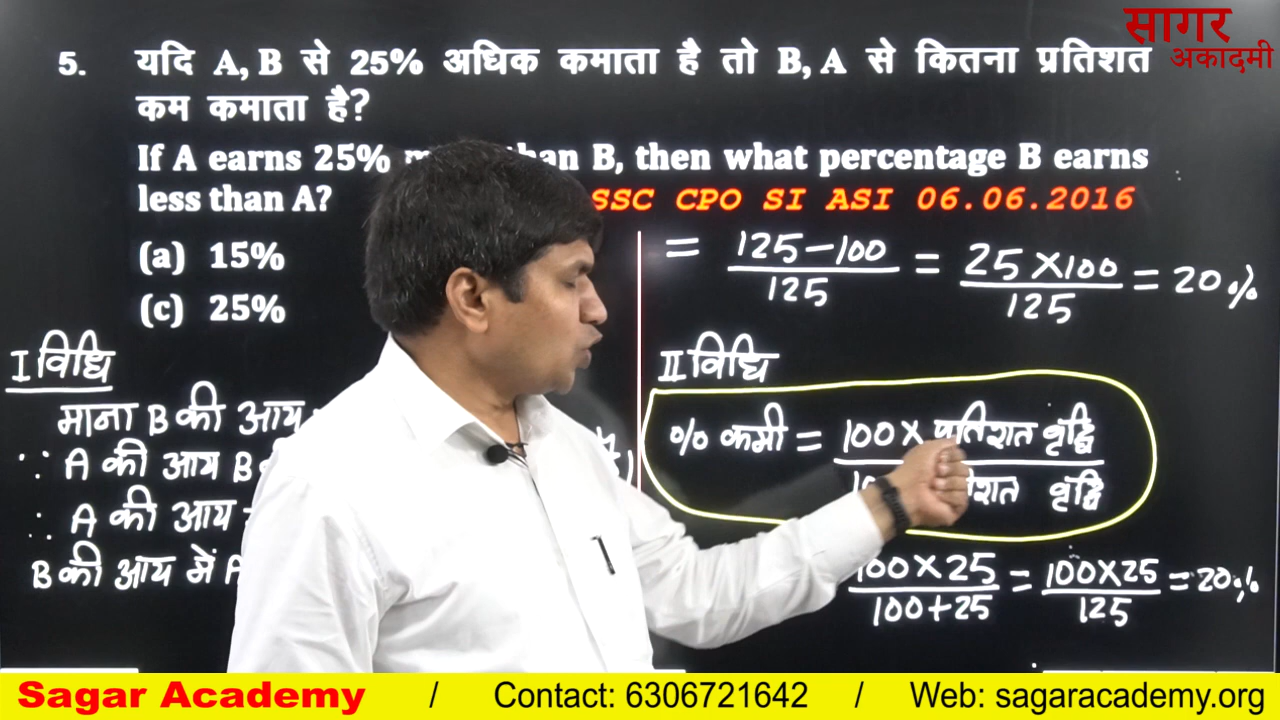 सागर
अकादमी
5. यदि A, B से 25% अधिक कमाता है तो B, A से कितना प्रतिशत
कम कमाता है?
If A earns 25% than B, then what percentage B earns
less than A?
SSC CPO SI ASI 06.06.2016
(a) 15%
(c) 25%
I विधि
माना B की आय
∵ A की आय B
∴ A की आय
B की आय में
= 125-100/125 = 25×100/125 = 20%
II विधि
% कमी = 100× प्रतिशत वृद्धि
वृद्धि
100×25/100+25 = 100×25/125 = 20%
Sagar Academy / Contact: 6306721642 / Web: sagaracademy.org